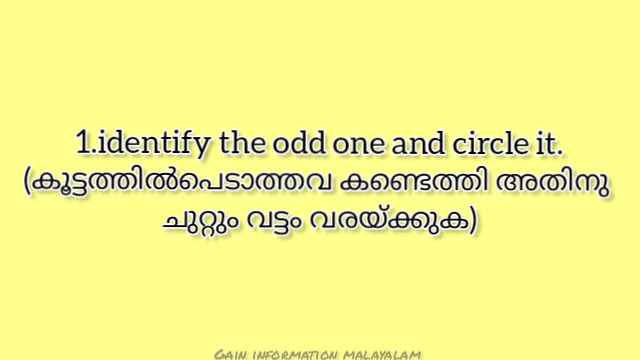 1.identify the odd one and circle it.
(കൂട്ടത്തിൽപെടാത്തവ കണ്ടെത്തി അതിനു
ചുറ്റും വട്ടം വരയ്ക്കുക)
GAIN INFORMATION MALAYALAM